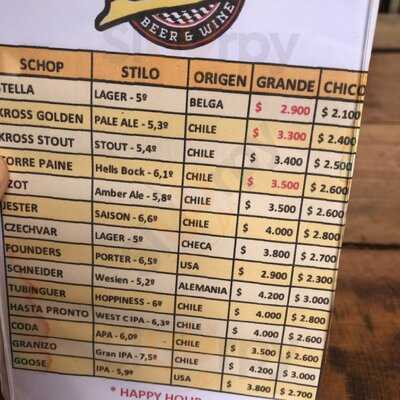 BEER & WINE
SCHOP STILO ORIGEN GRANDE CHICO
TELLA LAGER - 5º BELGA $ 2.900 $ 2.100
KROSS GOLDEN PALE ALE - 5,3º CHILE $ 3.300 $ 2.400
KROSS STOUT STOUT - 5,4º CHILE $ 3.400 $ 2.500
ORRE PAINE Hells Bock - 6,1º CHILE $ 3.500 $ 2.600
ZOT Amber Ale - 5,8º CHILE $ 3.500 $ 2.600
JESTER SAISON - 6,6º CHILE $ 4.000 $ 2.800
CZECHVAR LAGER - 5º CHECA $ 3.800 $ 2.700
FOUNDERS PORTER - 6,5º USA $ 2.900 $ 2.300
SCHNEIDER Wesien - 5,2º ALEMANIA $ 4.200 $ 3.000
TUBINGUER HOPPINESS - 6º CHILE $ 4.000 $ 2.800
HASTA PRONTO WEST C IPA - 6,3º CHILE $ 4.000 $ 2.600
CODA APA - 6,0º CHILE $ 3.500 $ 2.600
GRANIZO Gran IPA - 7,5º CHILE $ 4.200 $ 3.000
GOOSE IPA - 5,9º USA $ 3.800 $ 2.700
* HAPPY HOUR